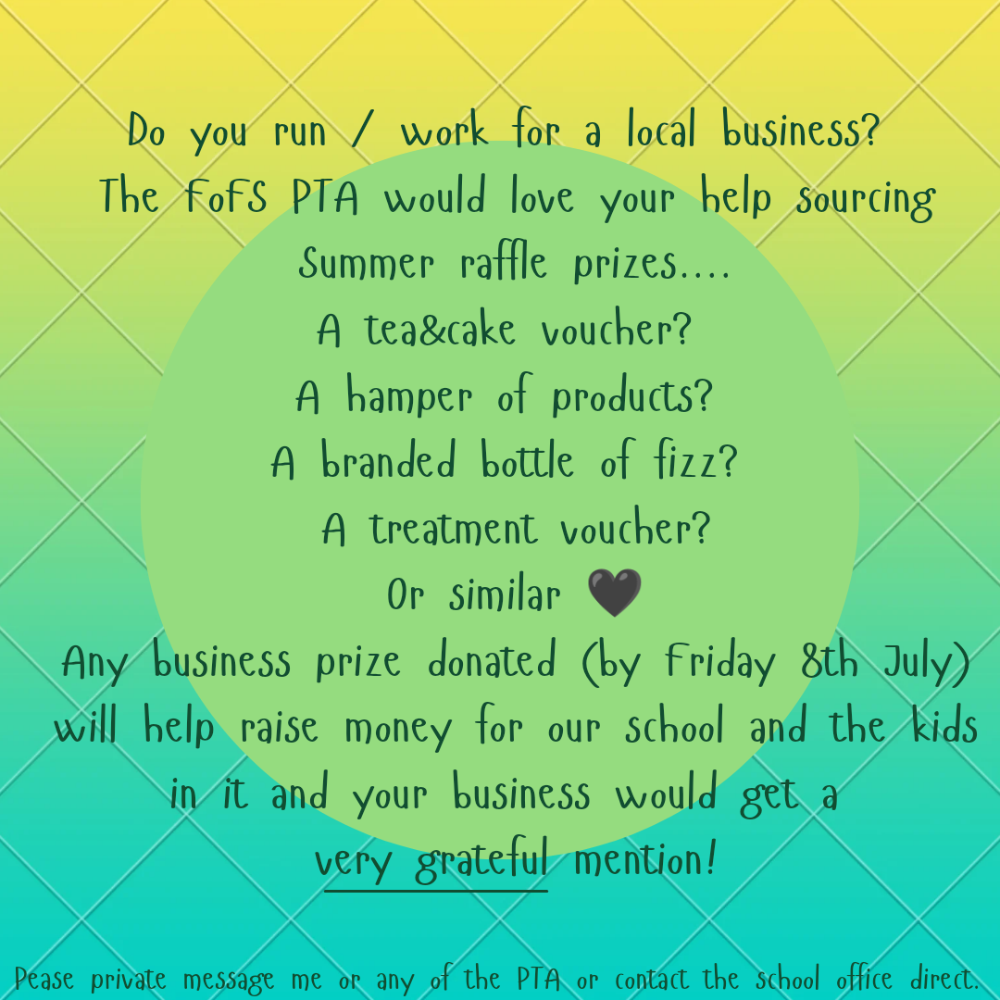 Do you run / work for a local business?
The FoFS PTA would love your help sourcing
Summer raffle prizes....
A tea&cake voucher?
A hamper of products?
A branded bottle of fizz?
A treatment voucher?
Or similar 🖤
Any business prize donated (by Friday 8th July)
will help raise money for our school and the kids
in it and your business would get a
very grateful mention!
Pease private message me or any of the PTA or contact the school office direct.